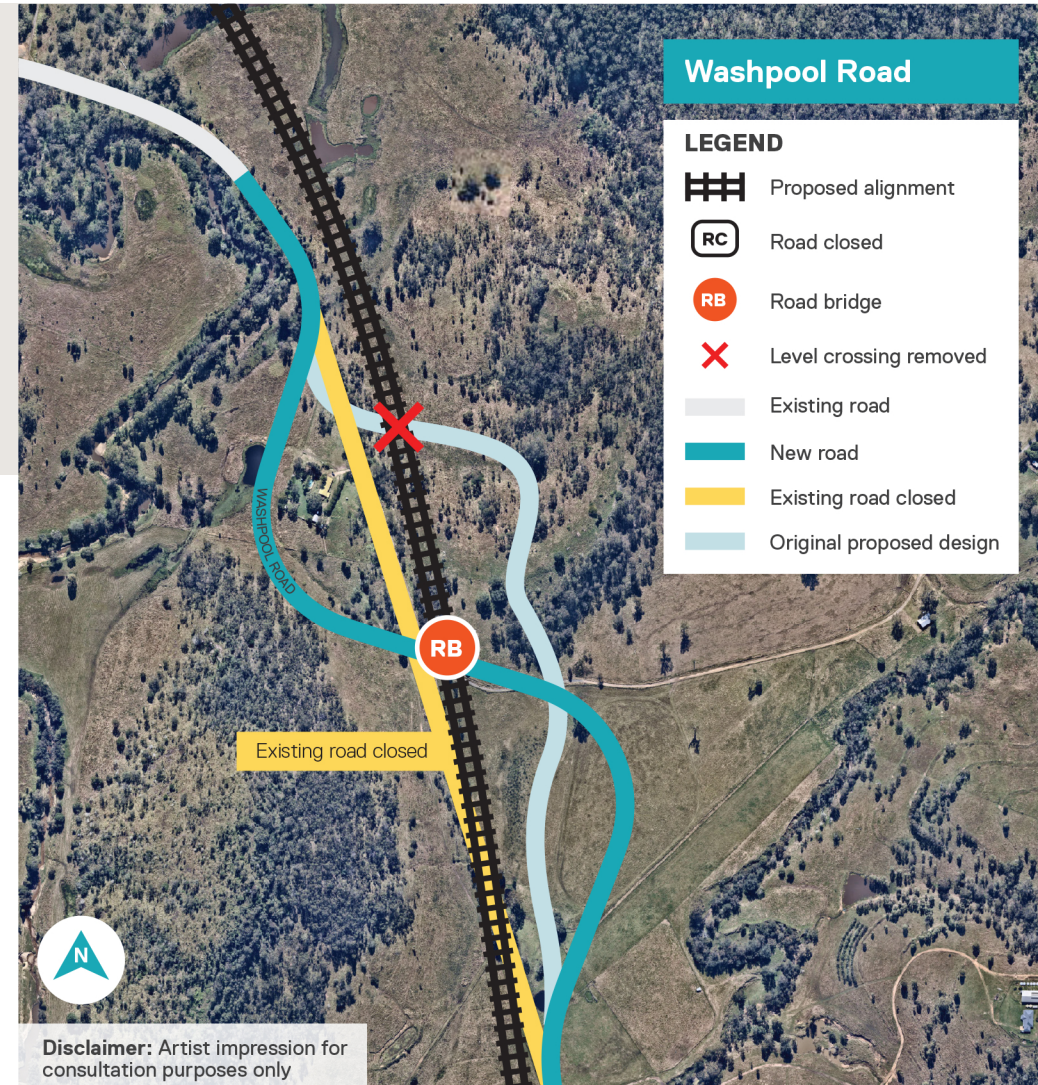 Washpool Road
LEGEND
Proposed alignment
RC
Road closed
RB
Road bridge
Level crossing removed
Existing road
New road
Existing road closed
Original proposed design
WASHPOOL ROAD
RB
Existing road closed
N
Disclaimer: Artist impression for
consultation purposes only